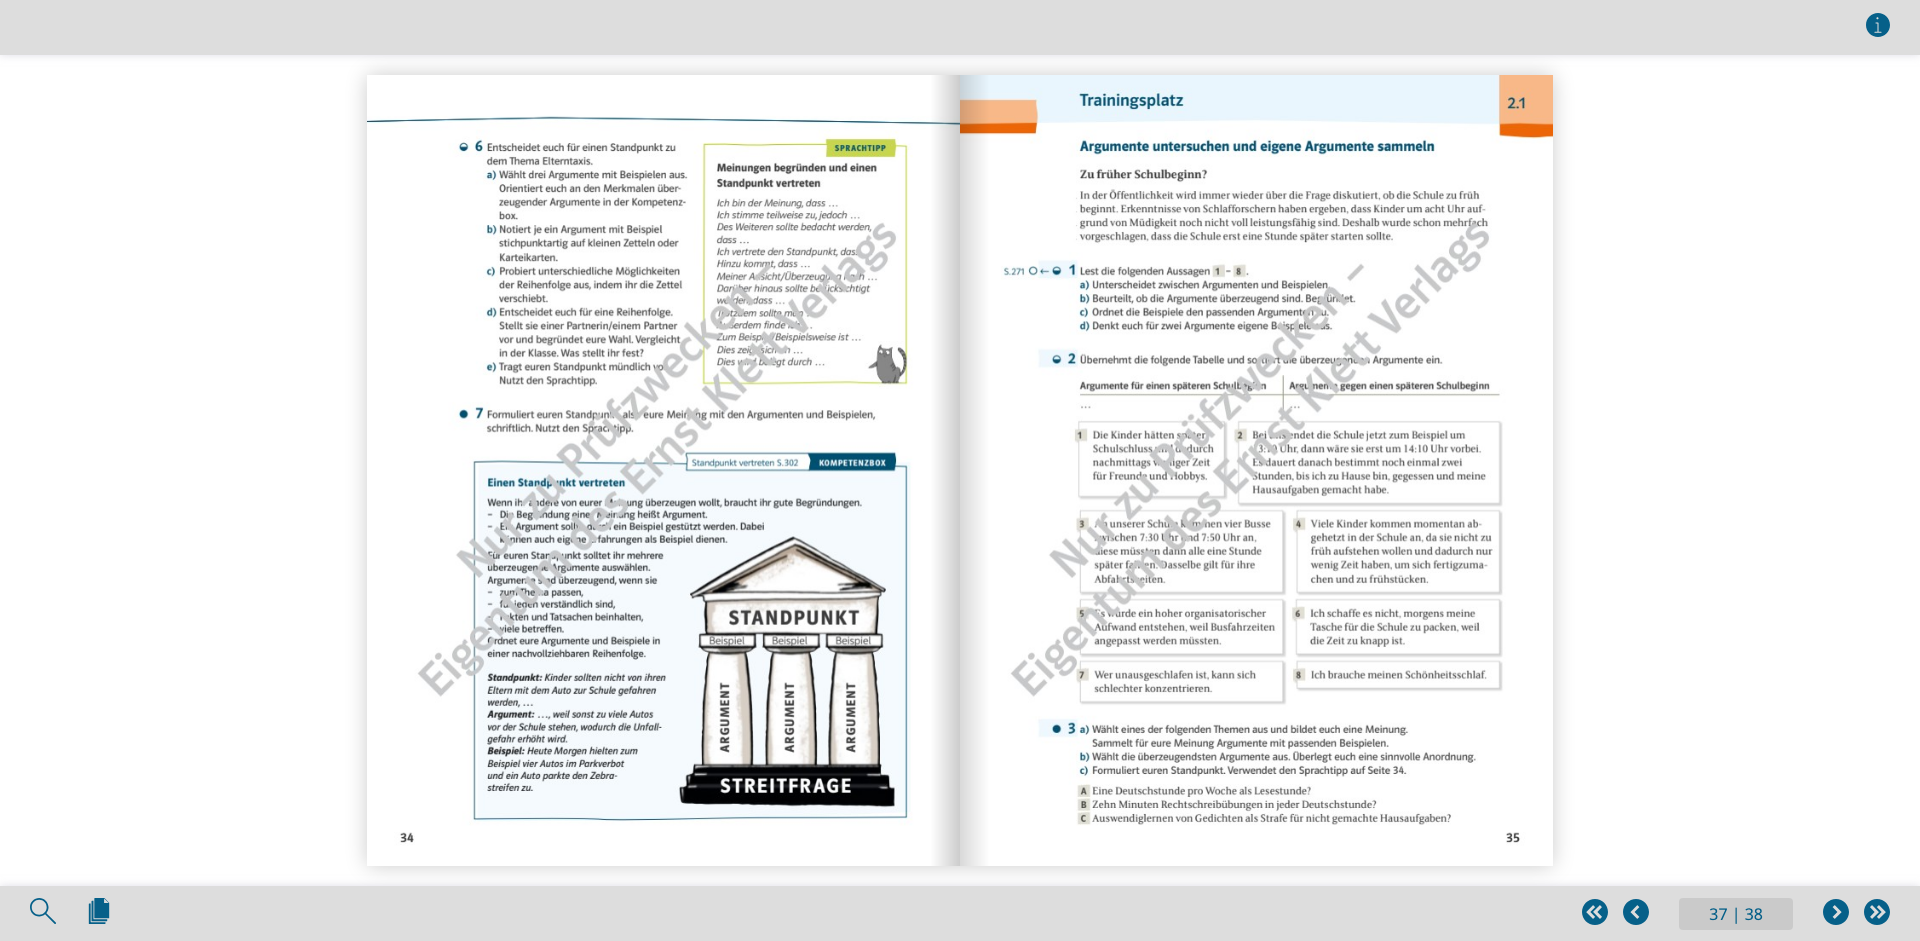 6 Entscheidet euch für einen Standpunkt zu
dem Thema Elterntaxis.
a) Wählt drei Argumente mit Beispielen aus.
Orientiert euch an den Merkmalen über-
zeugender Argumente in der Kompetenz-
box.
b) Notiert je ein Argument mit Beispiel
stichpunktartig auf kleinen Zetteln oder
Karteikarten.
c) Probiert unterschiedliche Möglichkeiten
der Reihenfolge aus, indem ihr die Zettel
verschiebt.
d) Entscheidet euch für eine Reihenfolge.
Stellt sie einer Partnerin/einem Partner
vor und begründet eure Wahl. Vergleicht
in der Klasse. Was stellt ihr fest?
e) Tragt euren Standpunkt mündlich vor.
Nutzt den Sprachtipp.
SPRACHTIPP
Meinungen begründen und einen
Standpunkt vertreten
Ich bin der Meinung, dass …
Ich stimme teilweise zu, jedoch …
Des Weiteren sollte bedacht werden,
dass …
Ich vertrete den Standpunkt, dass
Hinzu kommt, dass …
Meiner Ansicht/Überzeugung nach …
Darüber hinaus sollte berücksichtigt
werden, dass …
Trotzdem sollte man
Außerdem finde ich …
Zum Beispiel/Beispielsweise ist …
Dies zeigt sich in …
Dies wird belegt durch …
7 Formuliert euren Standpunkt, also eure Meinung mit den Argumenten und Beispielen,
schriftlich. Nutzt den Sprachtipp.
Standpunkt vertreten S.302 KOMPETENZBOX
Einen Standpunkt vertreten
Wenn ihr andere von eurer Meinung überzeugen wollt, braucht ihr gute Begründungen.
– Die Begründung einer Meinung heißt Argument.
– Ein Argument sollte durch ein Beispiel gestützt werden. Dabei
können auch eigene Erfahrungen als Beispiel dienen.
Für euren Standpunkt solltet ihr mehrere
überzeugende Argumente auswählen.
Argumente sind überzeugend, wenn sie
– zum Thema passen,
– für jeden verständlich sind,
– Fakten und Tatsachen beinhalten,
– viele betreffen.
Ordnet eure Argumente und Beispiele in
einer nachvollziehbaren Reihenfolge.
Standpunkt: Kinder sollten nicht von ihren
Eltern mit dem Auto zur Schule gefahren
werden, …
Argument: …, weil sonst zu viele Autos
vor der Schule stehen, wodurch die Unfall-
gefahr erhöht wird.
Beispiel: Heute Morgen hielten zum
Beispiel vier Autos im Parkverbot
und ein Auto parkte den Zebra-
streifen zu.
STANDPUNKT
Beispiel Beispiel Beispiel
ARGUMENT
ARGUMENT
ARGUMENT
STREITFRAGE
34
Nur zu Prüfzwecken –
Eigentum des Ernst Klett Verlags
Trainingsplatz
2.1
Argumente untersuchen und eigene Argumente sammeln
Zu früher Schulbeginn?
In der Öffentlichkeit wird immer wieder über die Frage diskutiert, ob die Schule zu früh
beginnt. Erkenntnisse von Schlafforschern haben ergeben, dass Kinder um acht Uhr auf-
grund von Müdigkeit noch nicht voll leistungsfähig sind. Deshalb wurde schon mehrfach
vorgeschlagen, dass die Schule erst eine Stunde später starten sollte.
S.271 ○ ← 1 Lest die folgenden Aussagen 1 – 8 .
a) Unterscheidet zwischen Argumenten und Beispielen.
b) Beurteilt, ob die Argumente überzeugend sind. Begründet.
c) Ordnet die Beispiele den passenden Argumenten zu.
d) Denkt euch für zwei Argumente eigene Beispiele aus.
2 Übernehmt die folgende Tabelle und sortiert die überzeugenden Argumente ein.
Argumente für einen späteren Schulbeginn Argumente gegen einen späteren Schulbeginn
… …
1 Die Kinder hätten später
Schulschluss und dadurch
nachmittags weniger Zeit
für Freunde und Hobbys.
2 Bei uns endet die Schule jetzt zum Beispiel um
13:10 Uhr, dann wäre sie erst um 14:10 Uhr vorbei.
Es dauert danach bestimmt noch einmal zwei
Stunden, bis ich zu Hause bin, gegessen und meine
Hausaufgaben gemacht habe.
3 An unserer Schule kommen vier Busse
zwischen 7:30 Uhr und 7:50 Uhr an,
diese müssten dann alle eine Stunde
später fahren. Dasselbe gilt für ihre
Abfahrtszeiten.
4 Viele Kinder kommen momentan ab-
gehetzt in der Schule an, da sie nicht zu
früh aufstehen wollen und dadurch nur
wenig Zeit haben, um sich fertigzuma-
chen und zu frühstücken.
5 Es würde ein hoher organisatorischer
Aufwand entstehen, weil Busfahrzeiten
angepasst werden müssten.
6 Ich schaffe es nicht, morgens meine
Tasche für die Schule zu packen, weil
die Zeit zu knapp ist.
7 Wer unausgeschlafen ist, kann sich
schlechter konzentrieren.
8 Ich brauche meinen Schönheitsschlaf.
3 a) Wählt eines der folgenden Themen aus und bildet euch eine Meinung.
Sammelt für eure Meinung Argumente mit passenden Beispielen.
b) Wählt die überzeugendsten Argumente aus. Überlegt euch eine sinnvolle Anordnung.
c) Formuliert euren Standpunkt. Verwendet den Sprachtipp auf Seite 34.
A Eine Deutschstunde pro Woche als Lesestunde?
B Zehn Minuten Rechtschreibübungen in jeder Deutschstunde?
C Auswendiglernen von Gedichten als Strafe für nicht gemachte Hausaufgaben?
35
Nur zu Prüfzwecken –
Eigentum des Ernst Klett Verlags
37 | 38